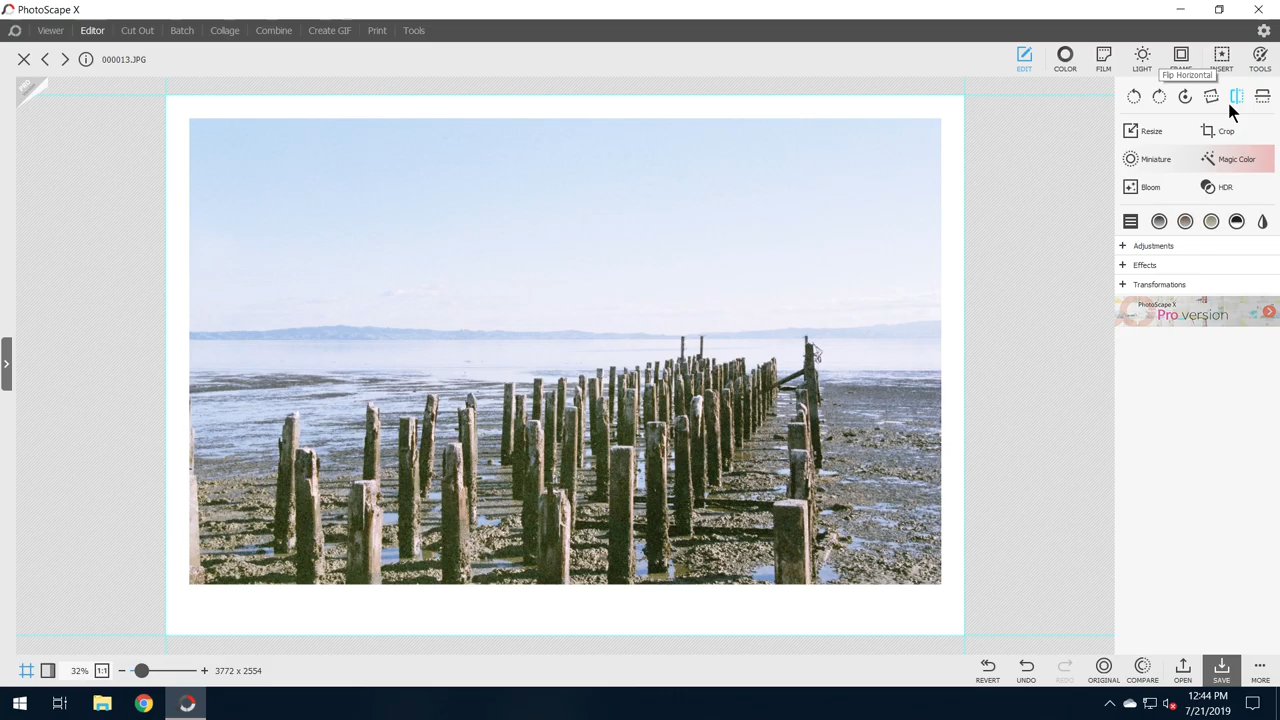 PhotoScape X
Viewer Editor Cut Out Batch Collage Combine Create GIF Print Tools
000013.JPG
EDIT COLOR FILM LIGHT FRAME INSERT TOOLS
Flip Horizontal
PRO
Resize Crop
Miniature Magic Color
Bloom HDR
+ Adjustments
+ Effects
+ Transformations
PhotoScape X
Pro version
32% 1:1 3772 x 2554
REVERT UNDO REDO ORIGINAL COMPARE OPEN SAVE MORE
12:44 PM
7/21/2019